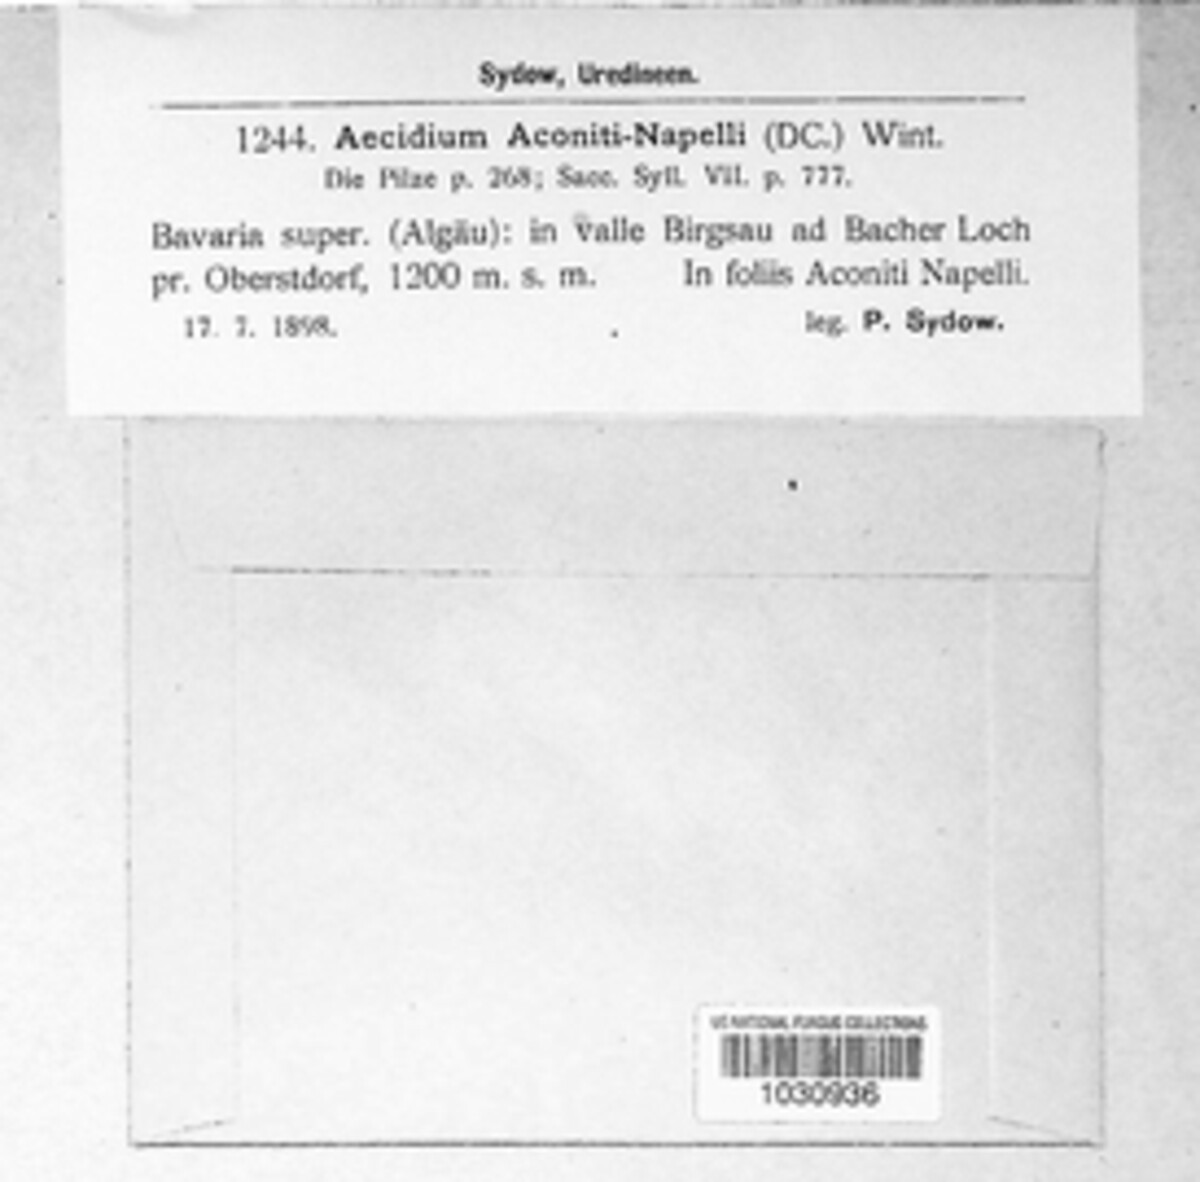 Sydow, Uredineen.
1244. Aecidium Aconiti-Napelli (DC.) Wint.
Die Pilze p. 268; Sacc. Syll. VII. p. 777.
Bavaria super. (Algäu): in valle Birgsau ad Bacher Loch
pr. Oberstdorf, 1200 m. s. m. In foliis Aconiti Napelli.
17. 7. 1898. leg. P. Sydow.
US NATIONAL FUNGUS COLLECTIONS
1030936